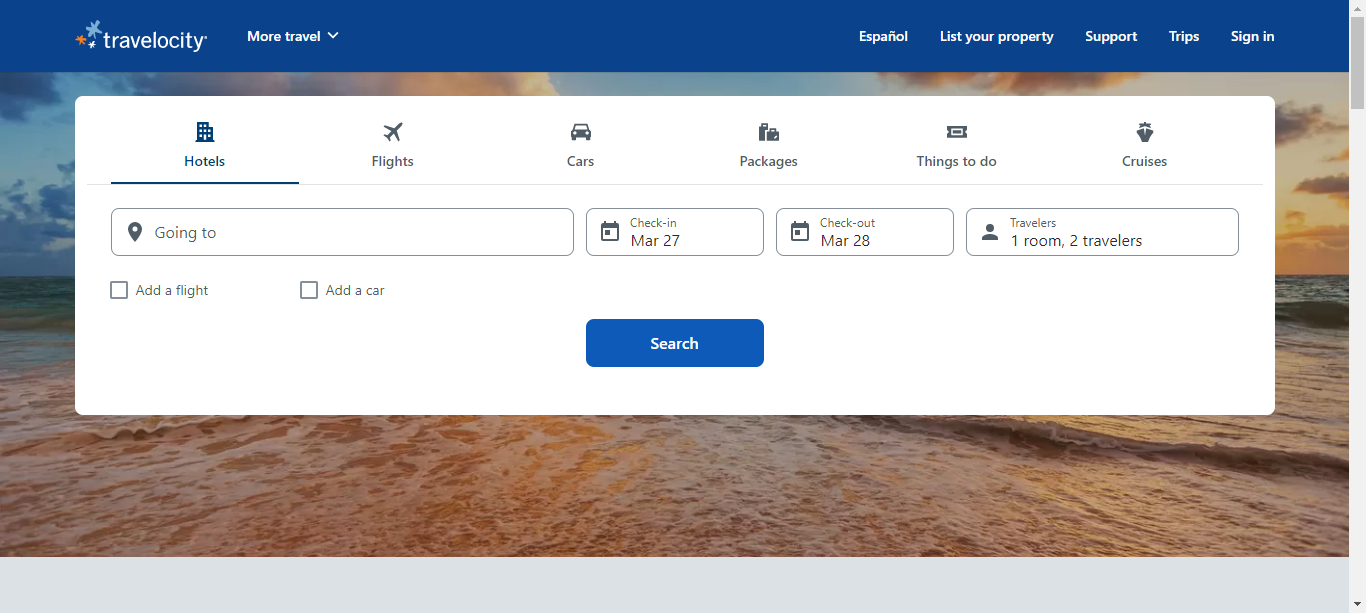 travelocity
More travel
Español
List your property
Support
Trips
Sign in
Hotels
Flights
Cars
Packages
Things to do
Cruises
Going to
Check-in
Mar 27
Check-out
Mar 28
Travelers
1 room, 2 travelers
Add a flight
Add a car
Search